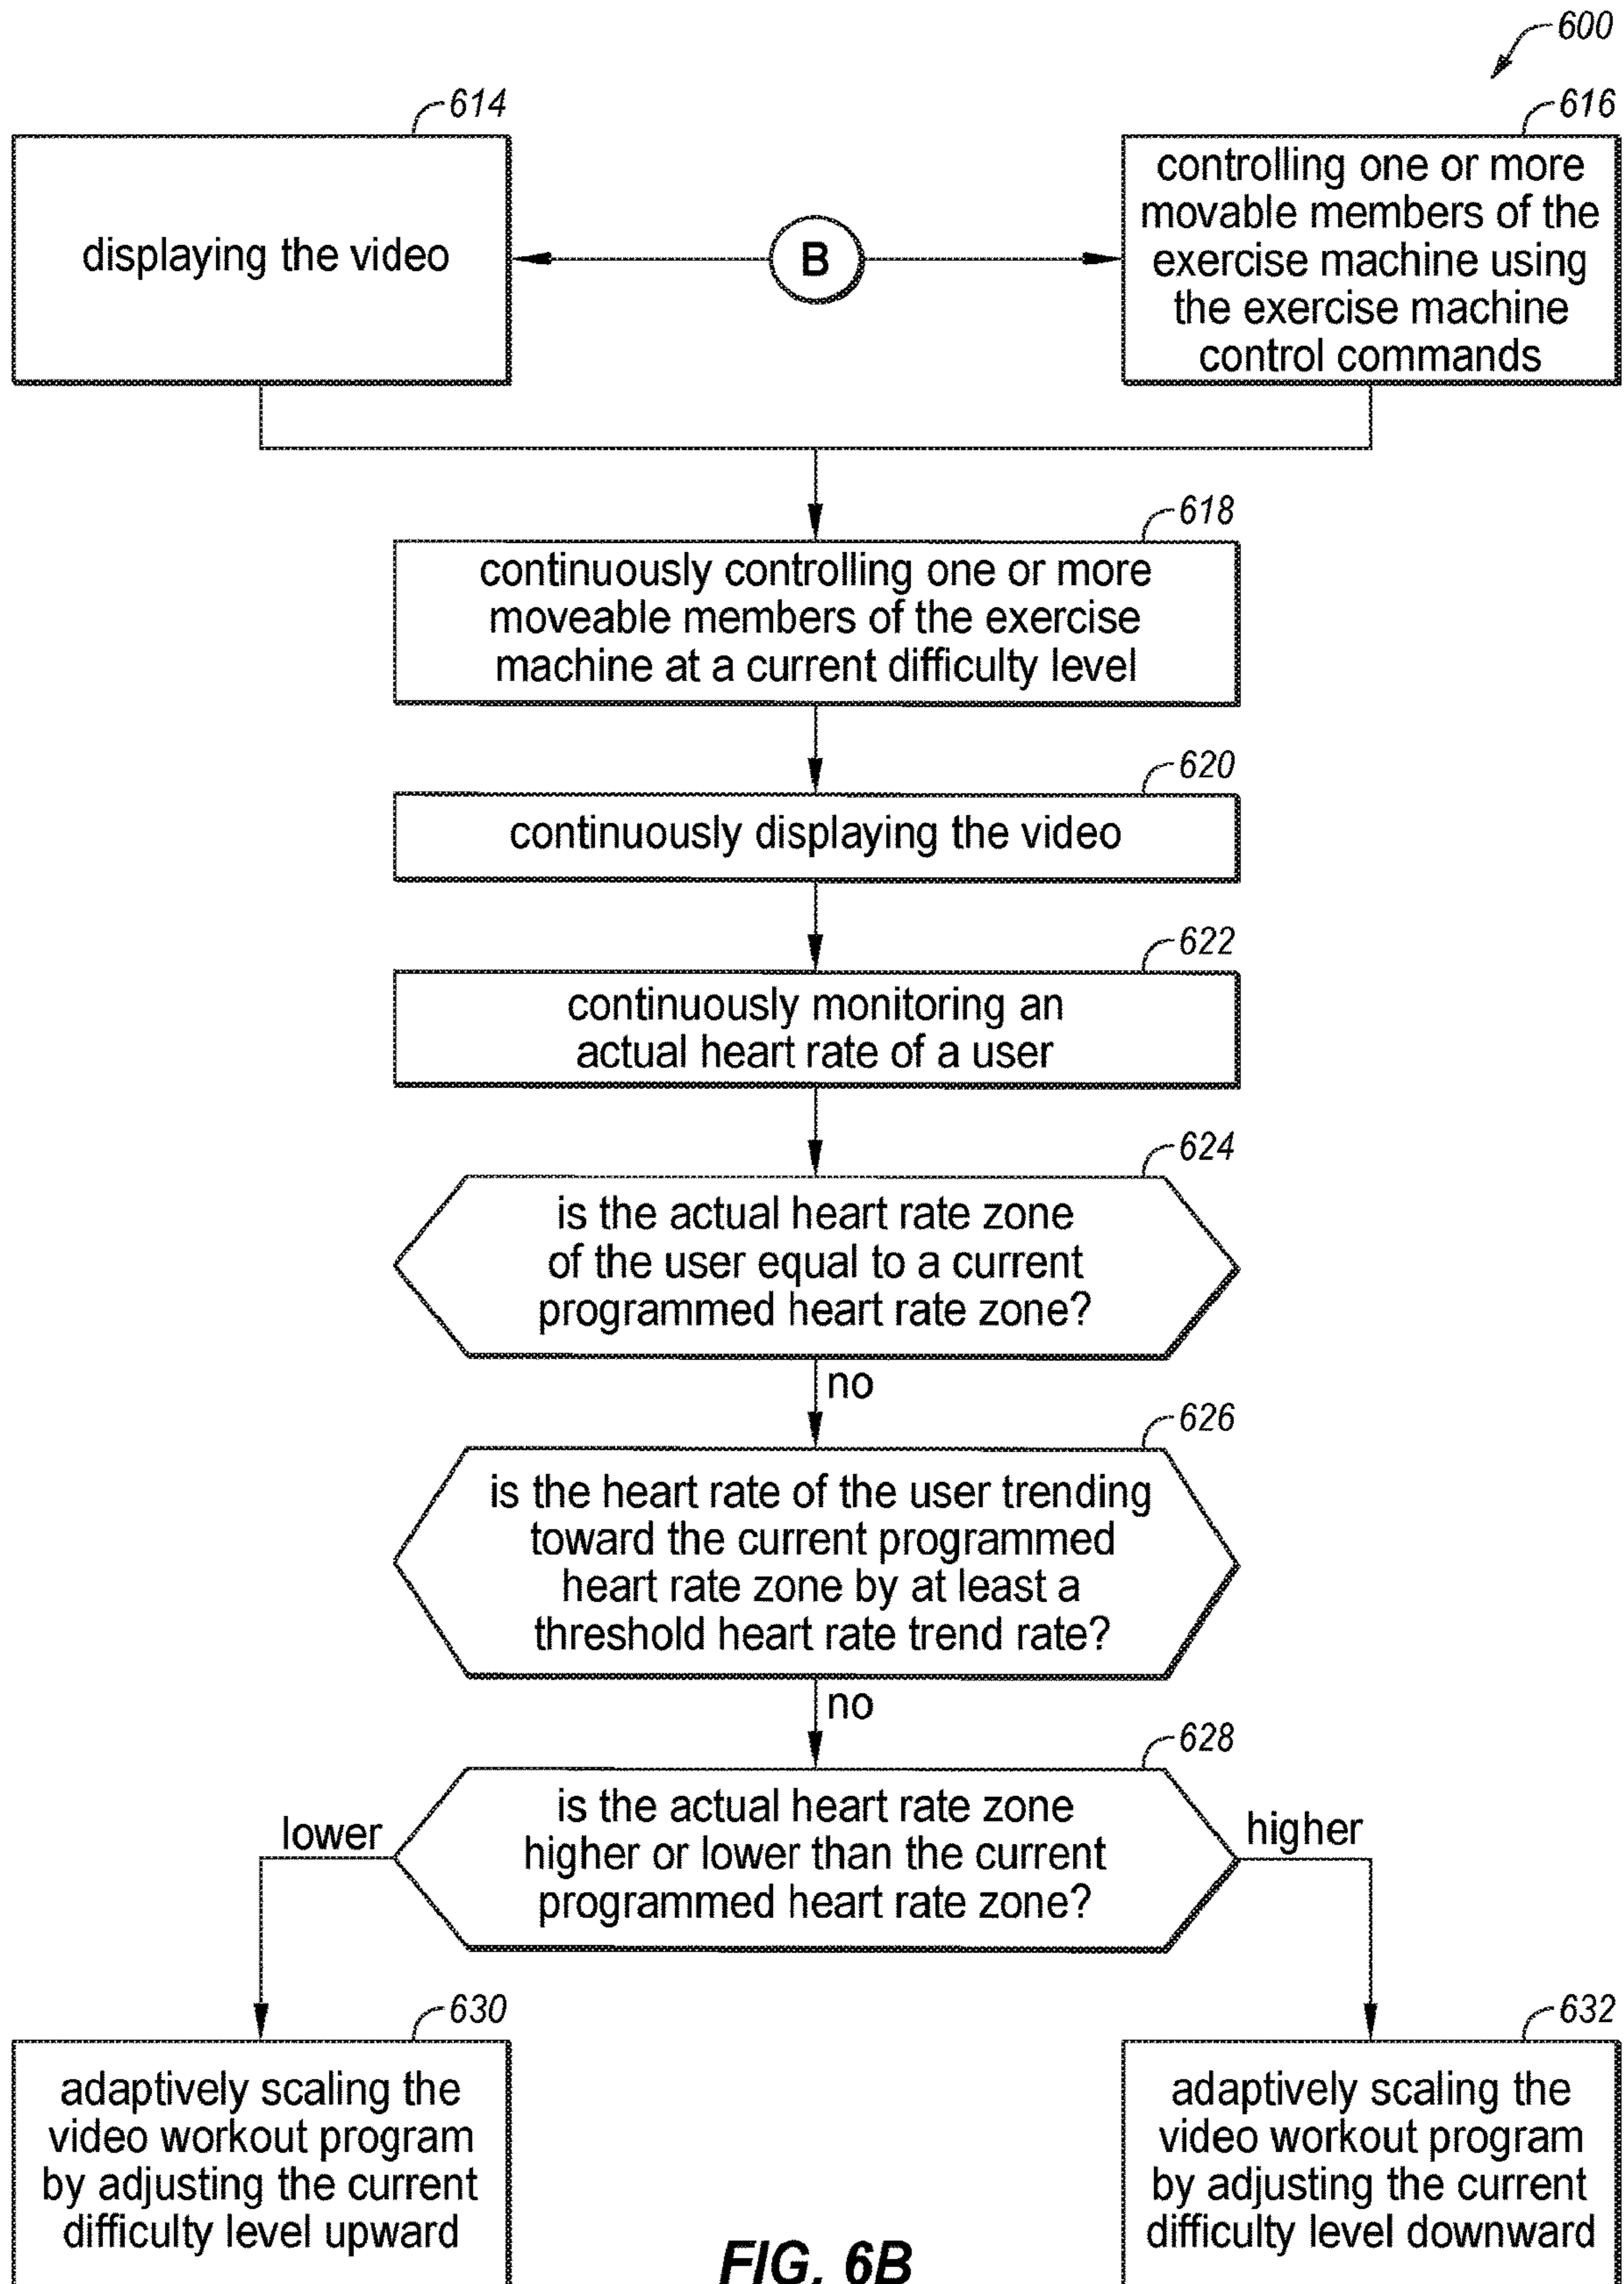 600
614
displaying the video
B
616
controlling one or more
movable members of the
exercise machine using
the exercise machine
control commands
618
continuously controlling one or more
moveable members of the exercise
machine at a current difficulty level
620
continuously displaying the video
622
continuously monitoring an
actual heart rate of a user
624
is the actual heart rate zone
of the user equal to a current
programmed heart rate zone?
no
626
is the heart rate of the user trending
toward the current programmed
heart rate zone by at least a
threshold heart rate trend rate?
no
628
is the actual heart rate zone
higher or lower than the current
programmed heart rate zone?
lower
higher
630
adaptively scaling the
video workout program
by adjusting the current
difficulty level upward
632
adaptively scaling the
video workout program
by adjusting the current
difficulty level downward
FIG. 6B